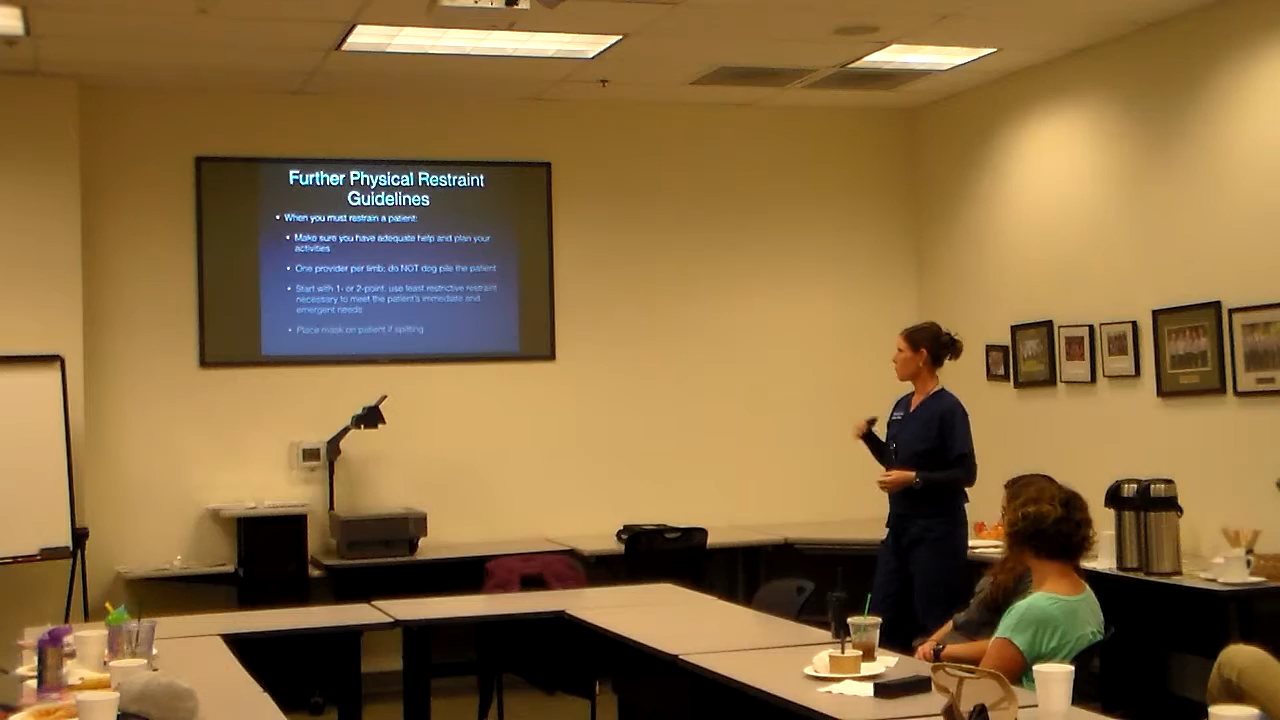 Further Physical Restraint
Guidelines
• When you must restrain a patient:
• Make sure you have adequate help and plan your
activities
• One provider per limb; do NOT dog pile the patient
• Start with 1- or 2-point, use least restrictive restraint
necessary to meet the patient's immediate and
emergent needs
• Place mask on patient if spitting